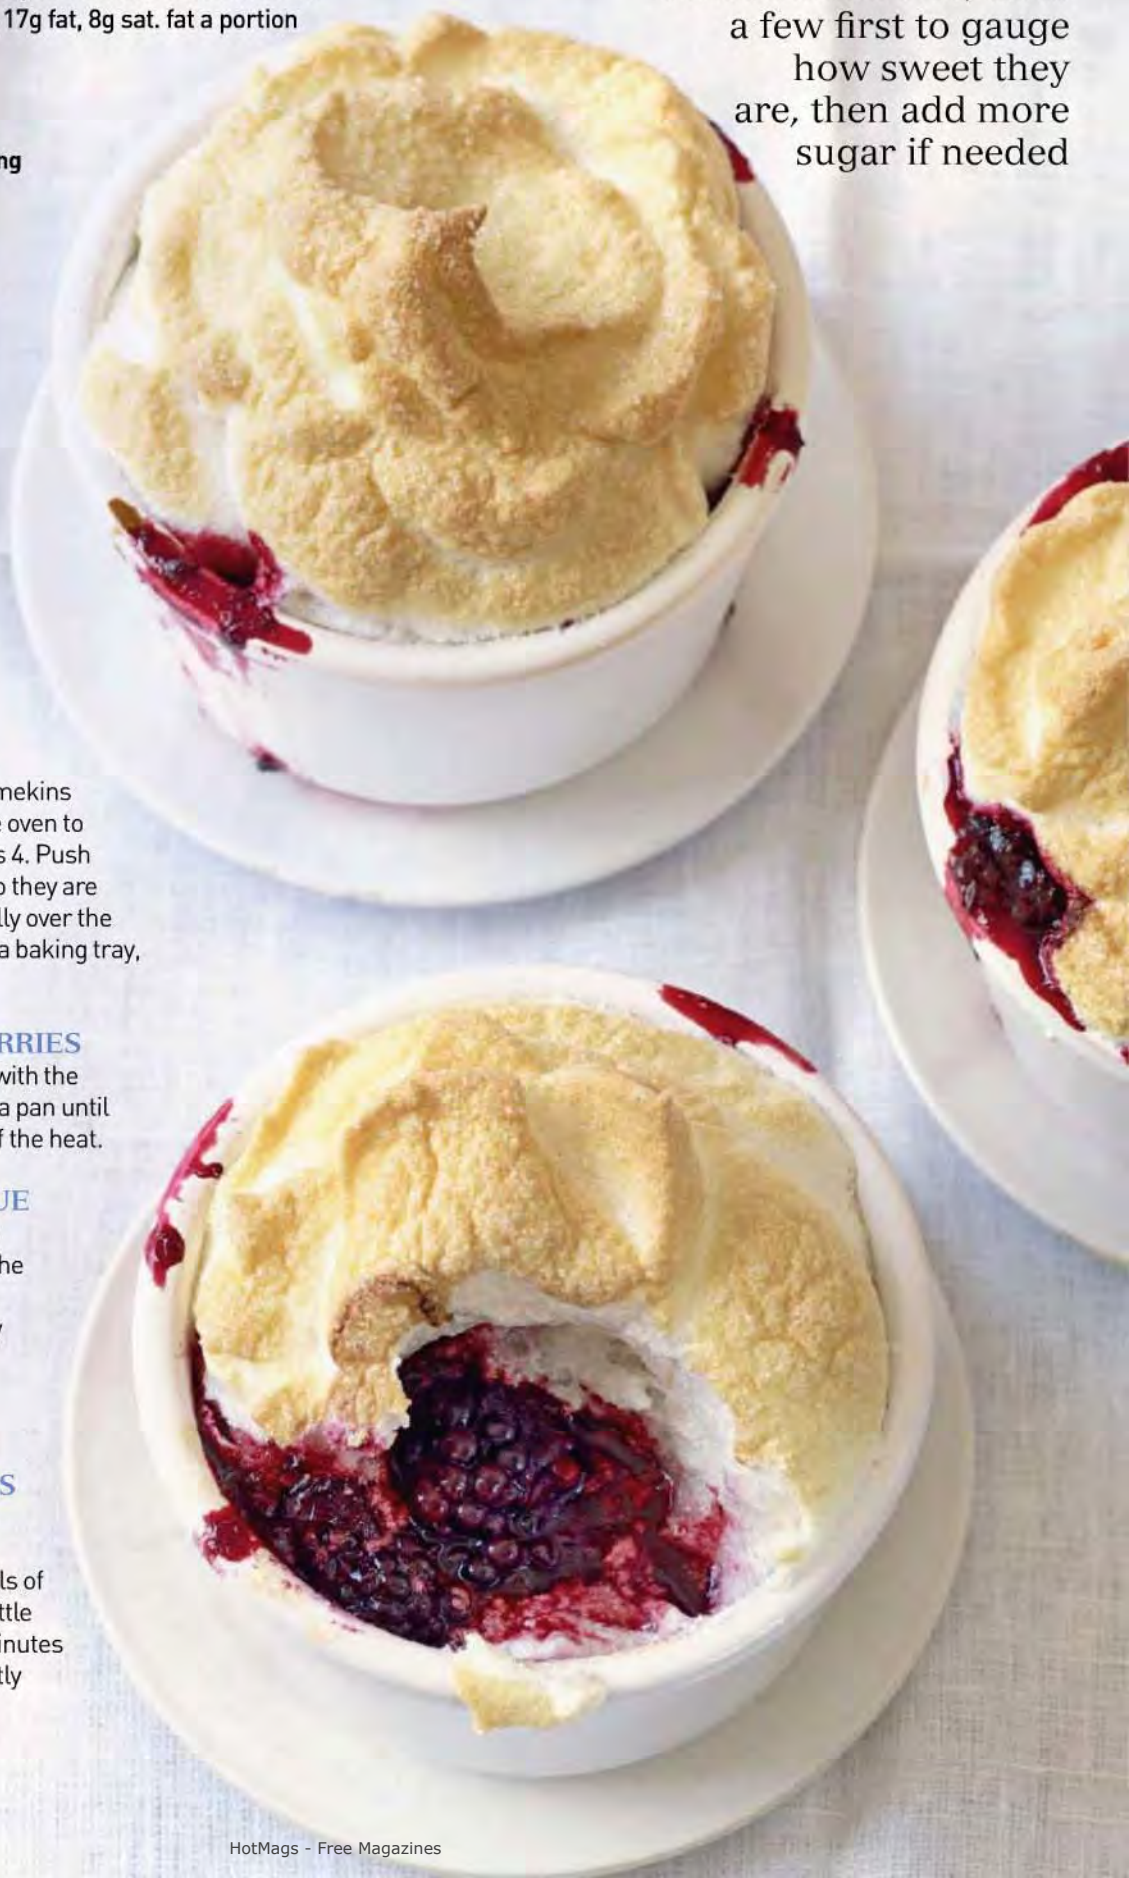 17g fat, 8g sat. fat a portion
a few first to gauge
how sweet they
are, then add more
sugar if needed
ng
mekins
oven to
s 4. Push
o they are
lly over the
a baking tray,
RRIES
with the
a pan until
f the heat.
UE
he
y
S
ls of
ttle
inutes
tly
HotMags - Free Magazines